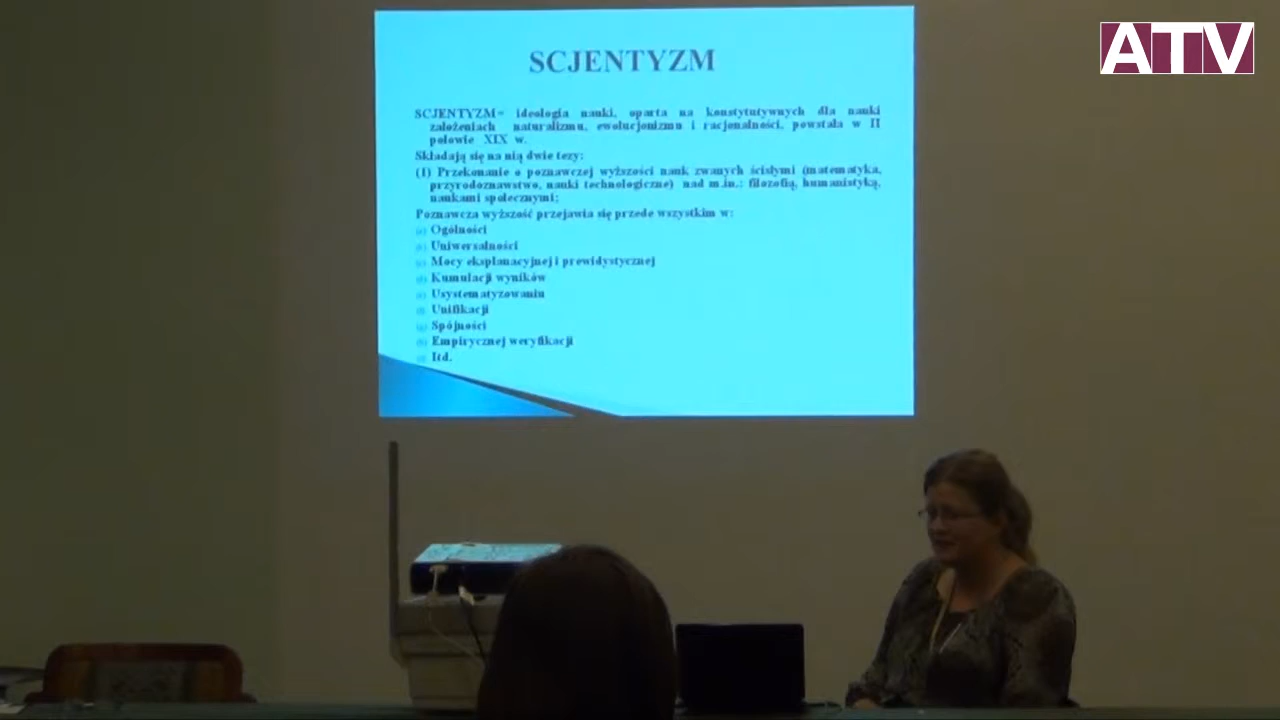 ATV
SCJENTYZM
SCJENTYZM= ideologia nauki, oparta na konstytutywnych dla nauki
założeniach naturalizmu, ewolucjonizmu i racjonalności, powstała w II
połowie XIX w.
Składają się na nią dwie tezy:
(I) Przekonanie o poznawczej wyższości nauk zwanych ścisłymi (matematyka,
przyrodoznawstwo, nauki technologiczne) nad m.in.: filozofią, humanistyką,
naukami społecznymi;
Poznawcza wyższość przejawia się przede wszystkim w:
Ogólności
Uniwersalności
Mocy eksplanacyjnej i prewidystycznej
Kumulacji wyników
Usystematyzowaniu
Unifikacji
Spójności
Empirycznej weryfikacji
Itd.